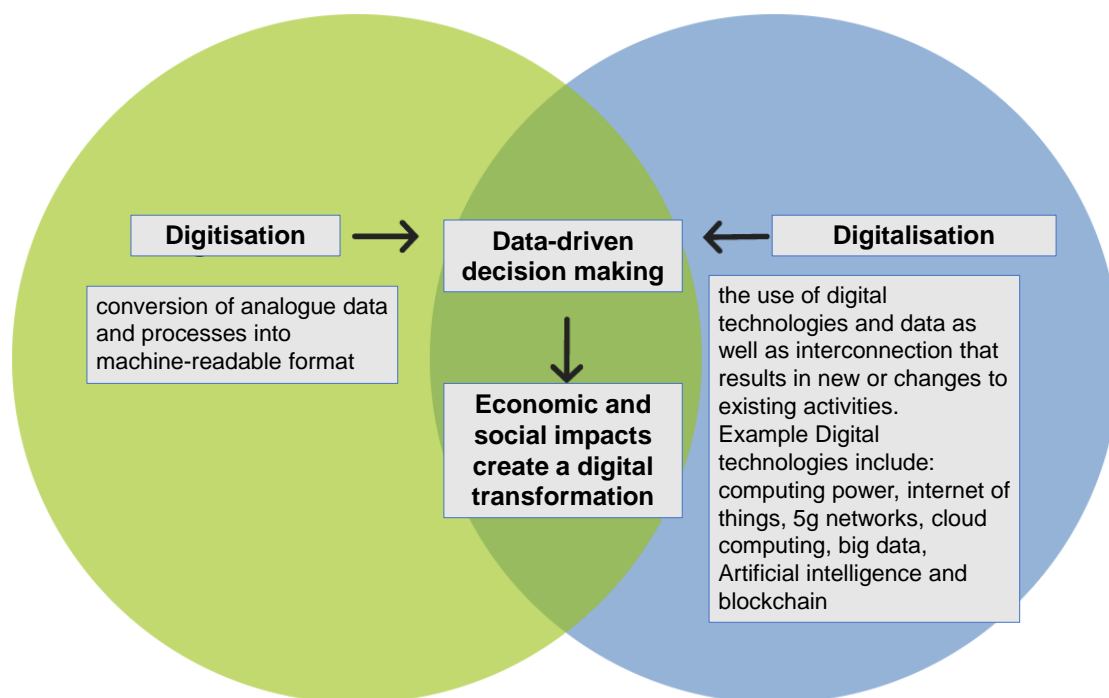 Digitisation
conversion of analogue data
and processes into
machine-readable format
Data-driven
decision making
Economic and
social impacts
create a digital
transformation
Digitalisation
the use of digital
technologies and data as
well as interconnection that
results in new or changes to
existing activities.
Example Digital
technologies include:
computing power, internet of
things, 5g networks, cloud
computing, big data,
Artificial intelligence and
blockchain